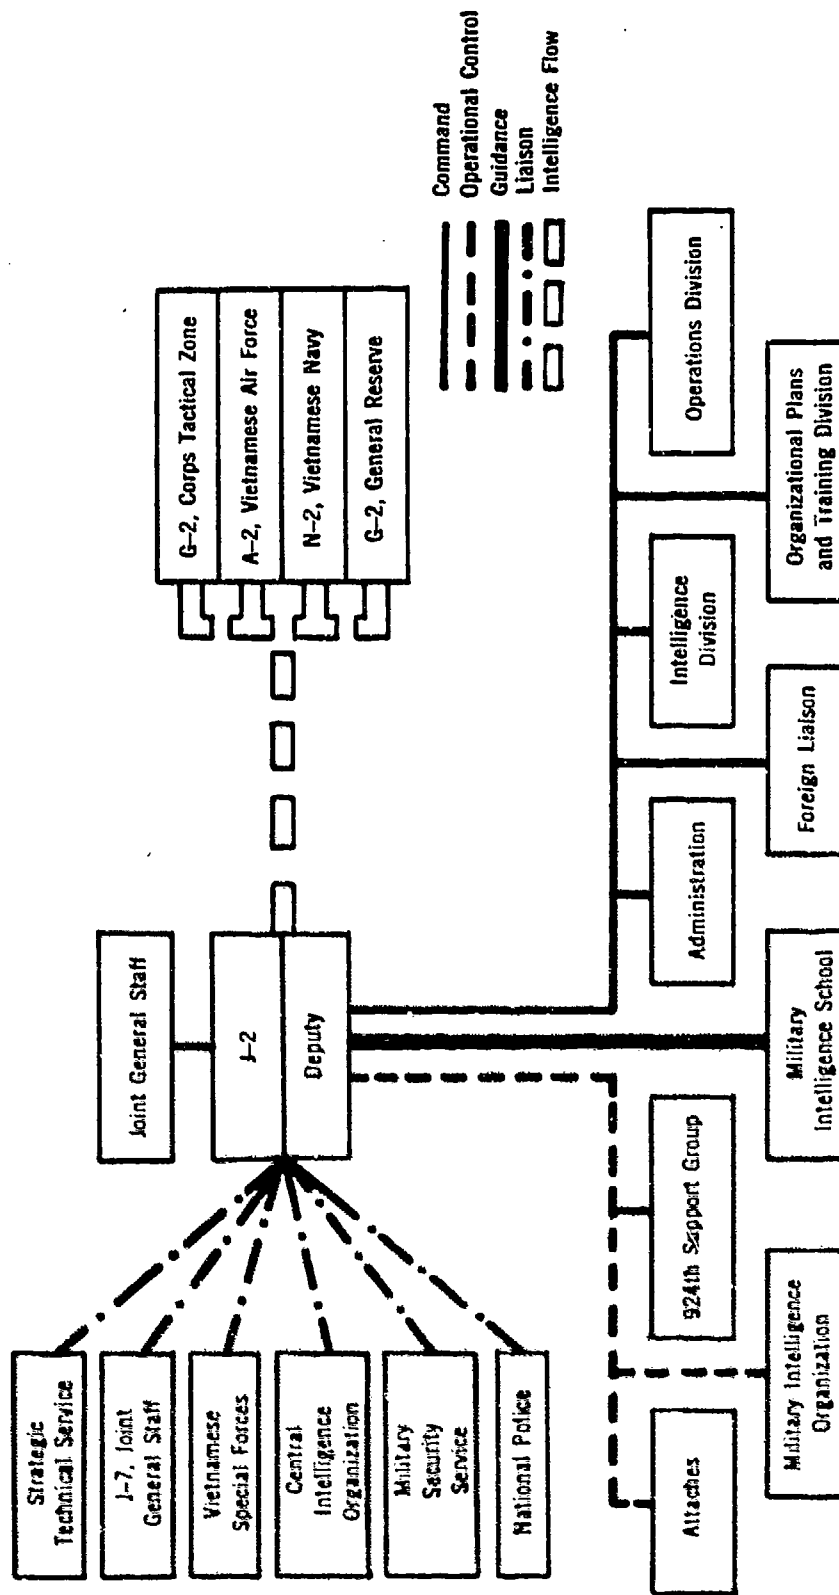 Joint General Staff
J-2
Deputy
Strategic
Technical Service
J-7, Joint
General Staff
Vietnamese
Special Forces
Central
Intelligence
Organization
Military
Security
Service
National Police
G-2, Corps Tactical Zone
A-2, Vietnamese Air Force
N-2, Vietnamese Navy
G-2, General Reserve
Command
Operational Control
Guidance
Liaison
Intelligence Flow
Attaches
924th Support Group
Administration
Intelligence
Division
Operations Division
Military Intelligence
Organization
Military
Intelligence School
Foreign Liaison
Organizational Plans
and Training Division